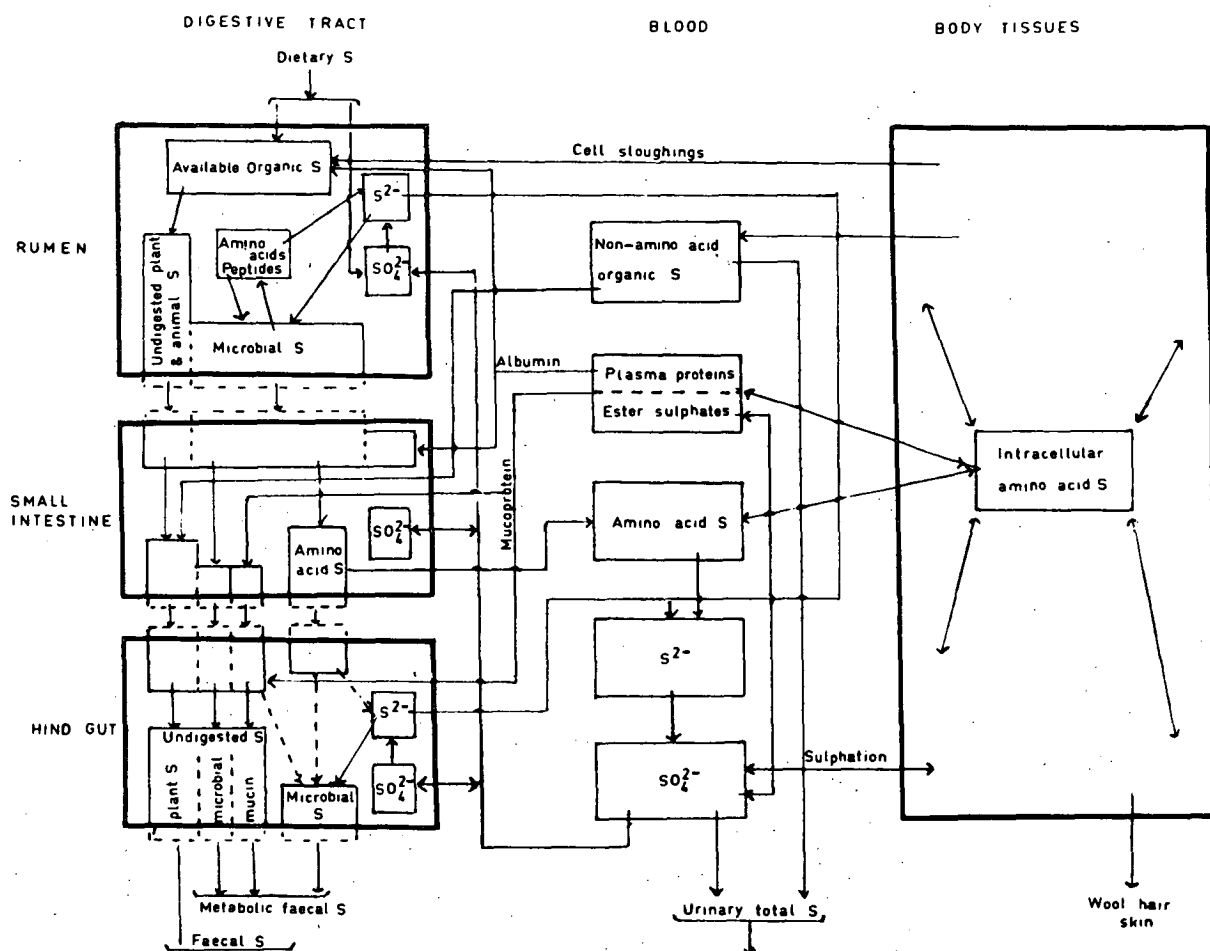 DIGESTIVE TRACT
BLOOD
BODY TISSUES
Dietary S
RUMEN
Available Organic S
S²⁻
Amino
acids
Peptides
SO₄²⁻
Undigested plant
& animal S
Microbial S
Cell sloughings
Non-amino acid
organic S
Albumin
Plasma proteins
Ester sulphates
Intracellular
amino acid S
SMALL
INTESTINE
SO₄²⁻
Amino
acid S
Mucoprotein
Amino acid S
S²⁻
HIND GUT
S²⁻
Undigested S
plant S
microbial
mucin
SO₄²⁻
Microbial
S
SO₄²⁻
Sulphation
Metabolic faecal S
Faecal S
Urinary total S
Wool hair
skin